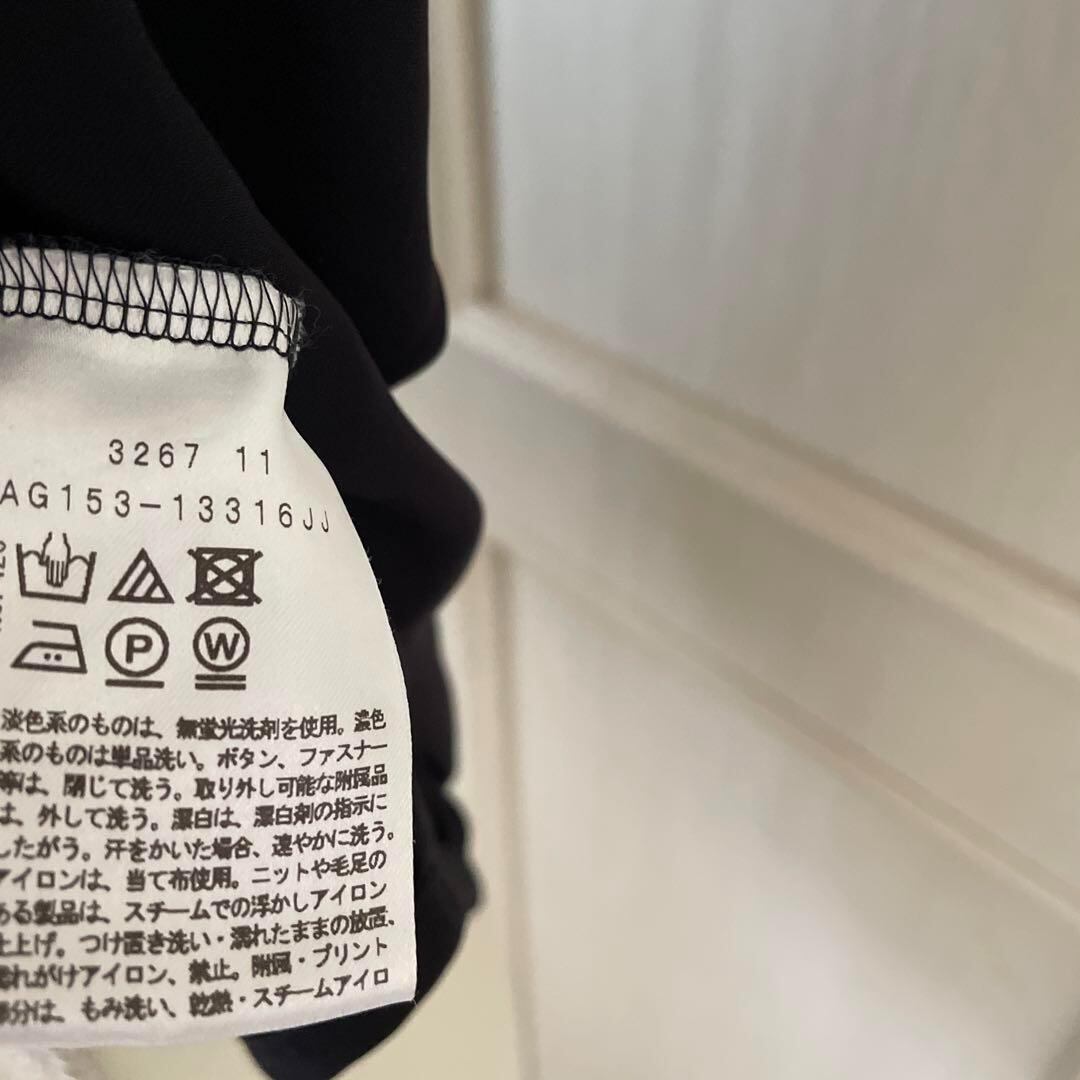 3267 11
AG153-13316JJ
P W
淡色系のものは、無蛍光洗剤を使用。濃色
系のものは単品洗い。ボタン、ファスナー
等は、閉じて洗う。取り外し可能な附属品
は、外して洗う。漂白は、漂白剤の指示に
したがう。汗をかいた場合、速やかに洗う。
アイロンは、当て布使用。ニットや毛足の
ある製品は、スチームでの浮かしアイロン
仕上げ。つけ置き洗い・濡れたままの放置、
濡れがけアイロン、禁止。附属・プリント
部分は、もみ洗い、乾熱・スチームアイロ